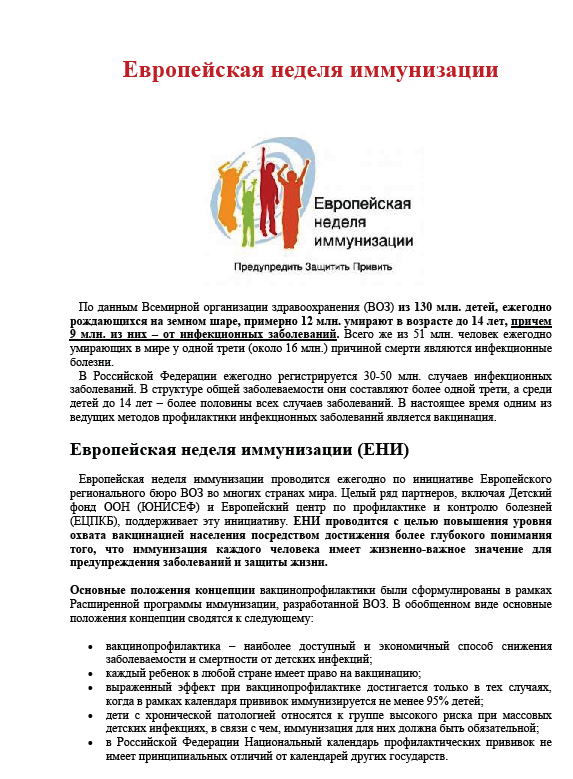 Европейская неделя иммунизации
Европейская
неделя
иммунизации
Предупредить Защитить Привить
По данным Всемирной организации здравоохранения (ВОЗ) из 130 млн. детей, ежегодно
рождающихся на земном шаре, примерно 12 млн. умирают в возрасте до 14 лет, причем
9 млн. из них – от инфекционных заболеваний. Всего же из 51 млн. человек ежегодно
умирающих в мире у одной трети (около 16 млн.) причиной смерти являются инфекционные
болезни.
В Российской Федерации ежегодно регистрируется 30-50 млн. случаев инфекционных
заболеваний. В структуре общей заболеваемости они составляют более одной трети, а среди
детей до 14 лет – более половины всех случаев заболеваний. В настоящее время одним из
ведущих методов профилактики инфекционных заболеваний является вакцинация.
Европейская неделя иммунизации (ЕНИ)
Европейская неделя иммунизации проводится ежегодно по инициативе Европейского
регионального бюро ВОЗ во многих странах мира. Целый ряд партнеров, включая Детский
фонд ООН (ЮНИСЕФ) и Европейский центр по профилактике и контролю болезней
(ЕЦПКБ), поддерживает эту инициативу. ЕНИ проводится с целью повышения уровня
охвата вакцинацией населения посредством достижения более глубокого понимания
того, что иммунизация каждого человека имеет жизненно-важное значение для
предупреждения заболеваний и защиты жизни.
Основные положения концепции вакцинопрофилактики были сформулированы в рамках
Расширенной программы иммунизации, разработанной ВОЗ. В обобщенном виде основные
положения концепции сводятся к следующему:
• вакцинопрофилактика – наиболее доступный и экономичный способ снижения
заболеваемости и смертности от детских инфекций;
• каждый ребенок в любой стране имеет право на вакцинацию;
• выраженный эффект при вакцинопрофилактике достигается только в тех случаях,
когда в рамках календаря прививок иммунизируется не менее 95% детей;
• дети с хронической патологией относятся к группе высокого риска при массовых
детских инфекциях, в связи с чем, иммунизация для них должна быть обязательной;
• в Российской Федерации Национальный календарь профилактических прививок не
имеет принципиальных отличий от календарей других государств.